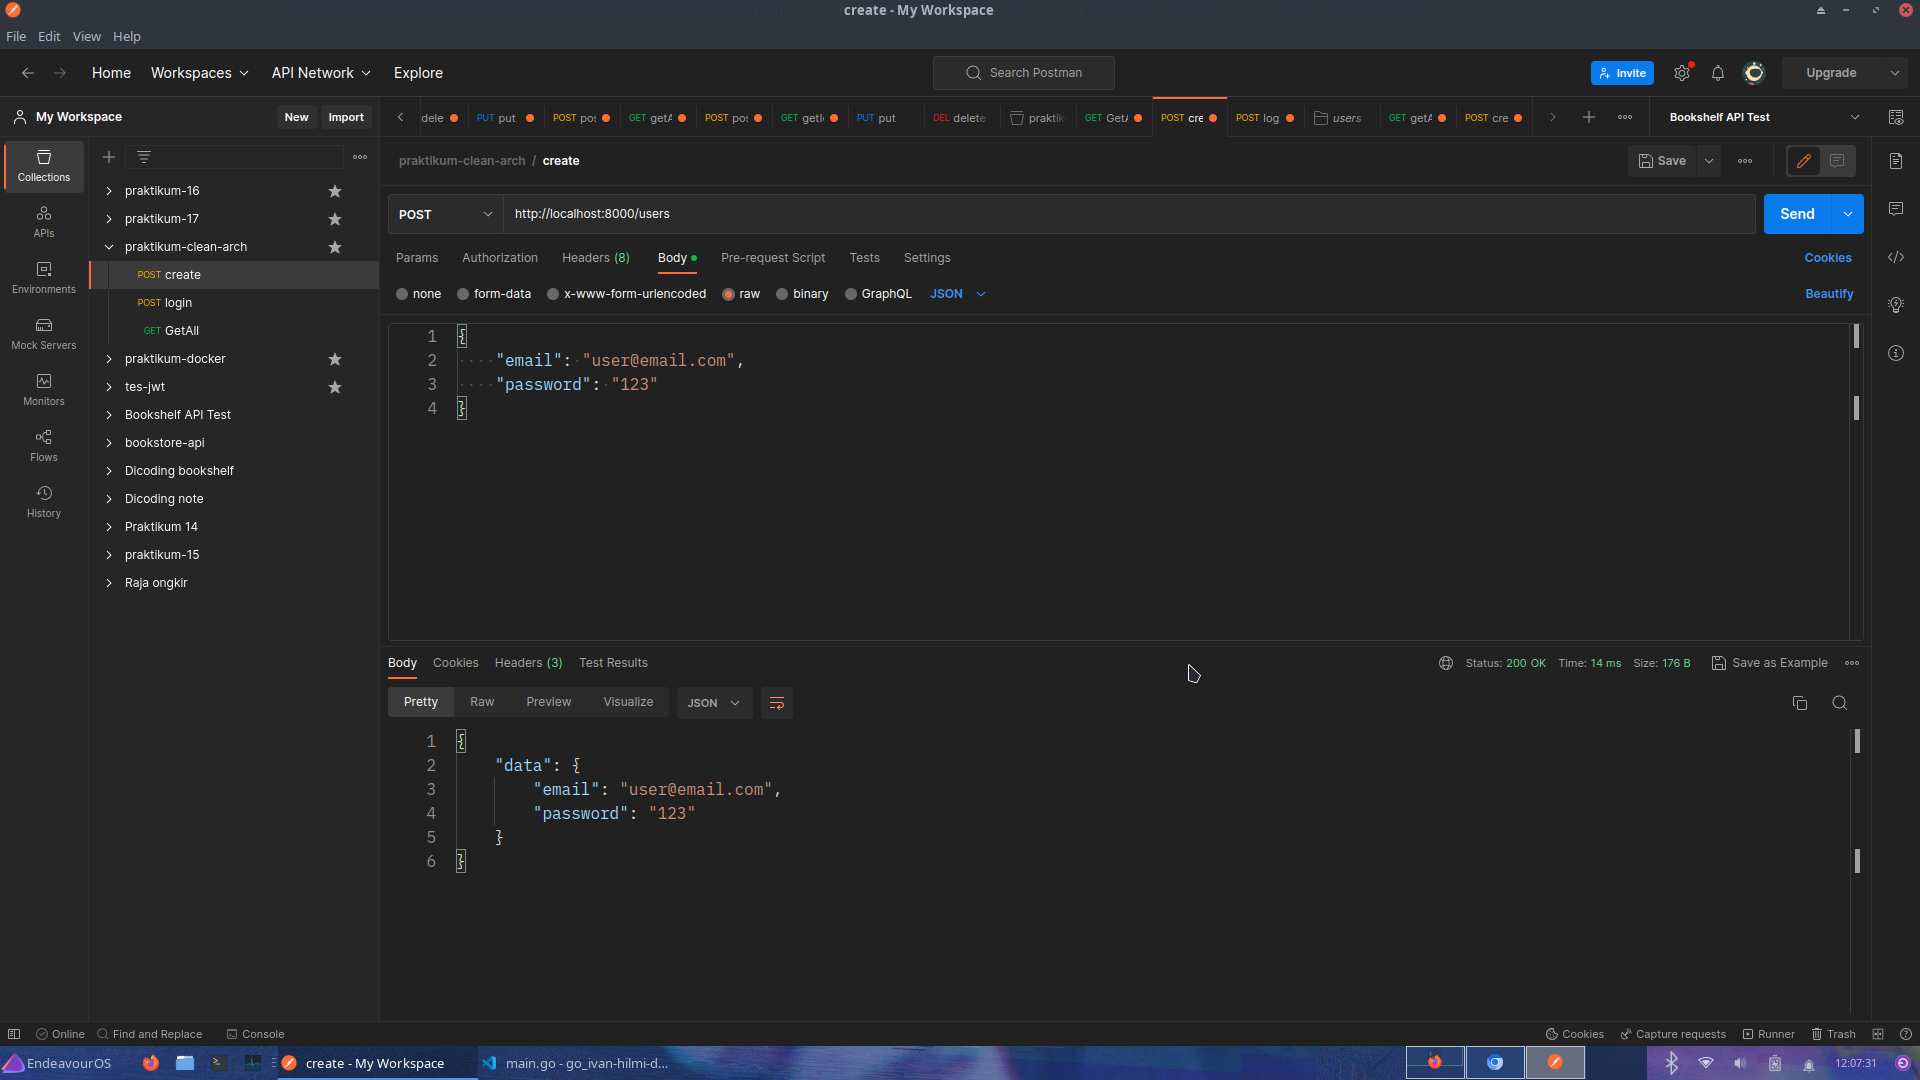 create - My Workspace
File Edit View Help
Home Workspaces API Network Explore Search Postman Invite Upgrade
My Workspace New Import
dele PUT put POST pos GET getA POST pos GET getI PUT put DEL delete praktik GET GetA POST cre POST log users GET getA POST cre Bookshelf API Test
praktikum-clean-arch / create Save
POST http://localhost:8000/users Send
Params Authorization Headers (8) Body Pre-request Script Tests Settings Cookies
none form-data x-www-form-urlencoded raw binary GraphQL JSON Beautify
1 {
2 "email": "user@email.com",
3 "password": "123"
4 }
Collections
APIs
Environments
Mock Servers
Monitors
Flows
History
praktikum-16
praktikum-17
praktikum-clean-arch
POST create
POST login
GET GetAll
praktikum-docker
tes-jwt
Bookshelf API Test
bookstore-api
Dicoding bookshelf
Dicoding note
Praktikum 14
praktikum-15
Raja ongkir
Body Cookies Headers (3) Test Results Status: 200 OK Time: 14 ms Size: 176 B Save as Example
Pretty Raw Preview Visualize JSON
1 {
2 "data": {
3 "email": "user@email.com",
4 "password": "123"
5 }
6 }
Online Find and Replace Console Cookies Capture requests Runner Trash
EndeavourOS create - My Workspace main.go - go_ivan-hilmi-d... 12:07:31